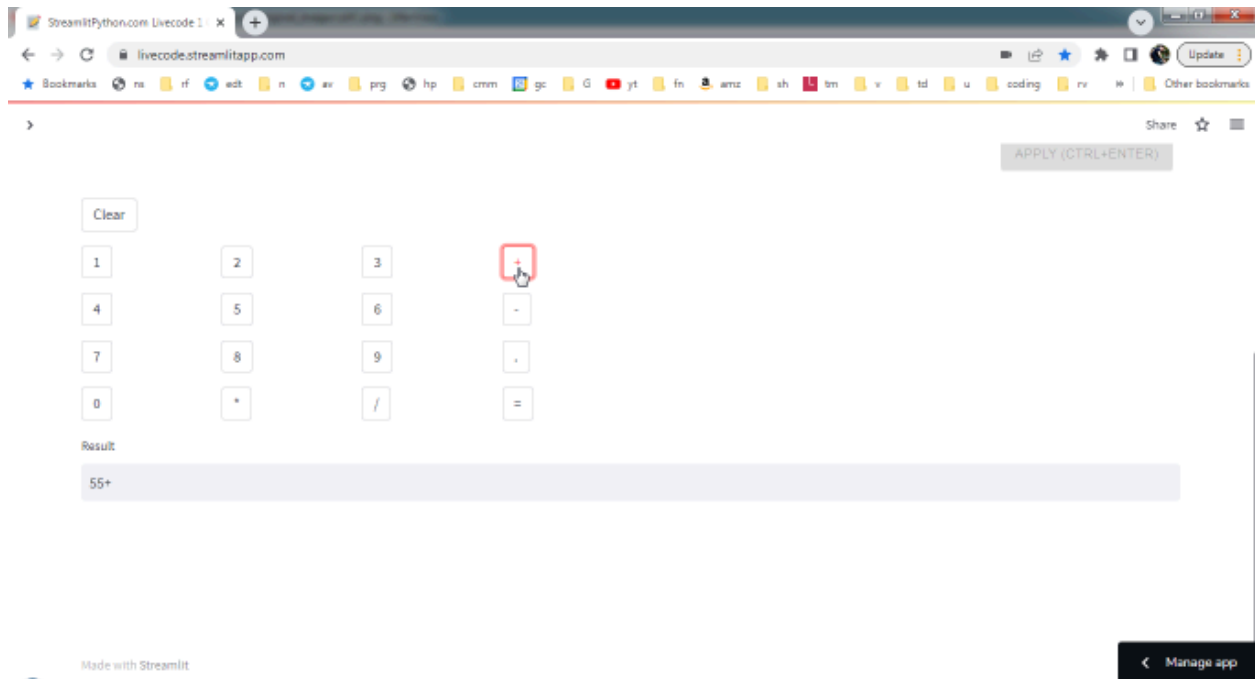 StreamlitPython.com Livecode 1
livecode.streamlitapp.com
Update
Bookmarks ns rf edt n av prg hp cmm gc G yt fn amz sh tm v td u coding rv » Other bookmarks
Share
APPLY (CTRL+ENTER)
Clear
1 2 3 +
4 5 6 -
7 8 9 .
0 * / =
Result
55+
Made with Streamlit
Manage app